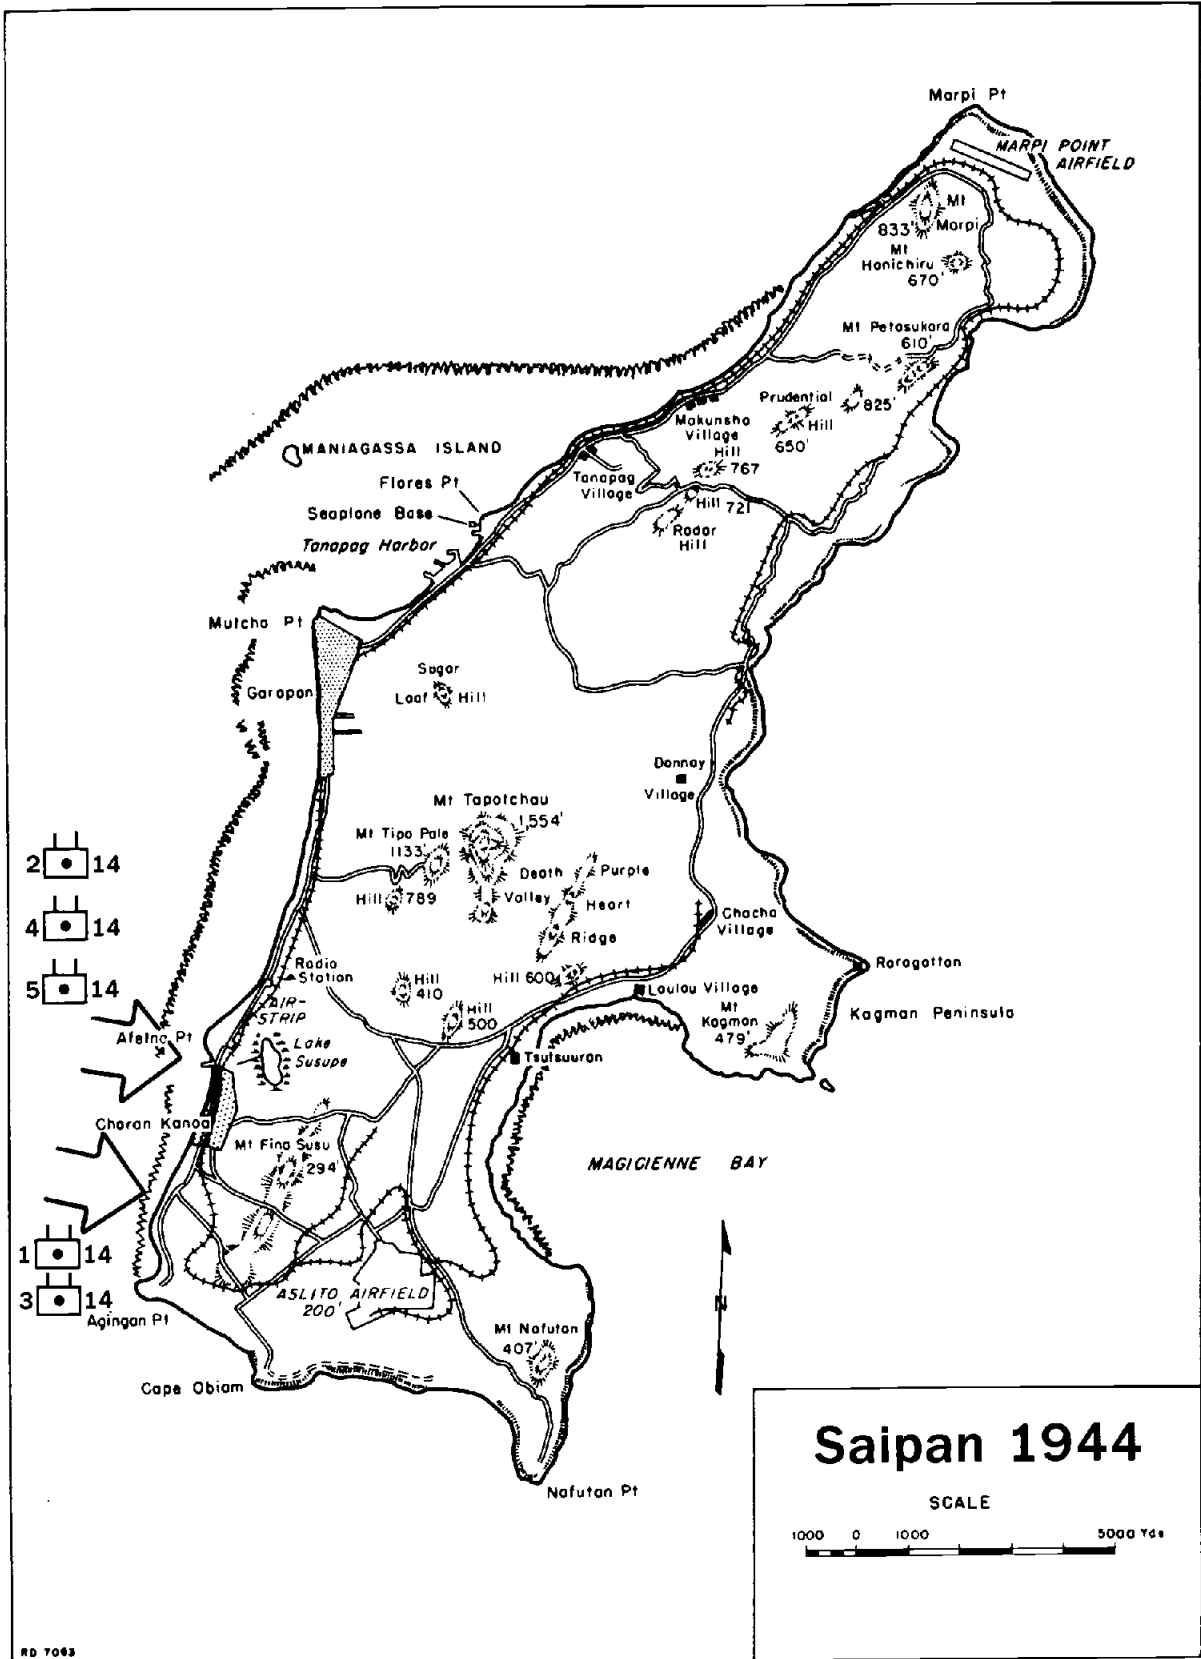 Marpi Pt
MARPI POINT
AIRFIELD
Mt
Marpi
833'
Mt
Hanichiru
670'
Mt Petosukara
610'
Prudential
Hill
650'
825'
Makunsha
Village
Hill
767
MANIAGASSA ISLAND
Flores Pt
Tanapag
Village
Hill 721
Seaplane Base
Radar
Hill
Tanapag Harbor
Mutcho Pt
Sugar
Loaf Hill
Garapan
Donnay
Village
Mt Tapotchau
1,554'
Mt Tipo Pale
1133'
2 14
Death
Valley
Purple
Heart
Ridge
Hill 789
4 14
Chacha
Village
Radio
Station
Hill
410
Hill 600
Raragattan
5 14
Laulau Village
AIR-
STRIP
Hill
500
Mt
Kagman
479'
Kagman Peninsula
Afetna Pt
Lake
Susupe
Tsutsuuran
Charan Kanoa
Mt Fina Susu
294'
MAGICIENNE BAY
1 14
3 14
ASLITO AIRFIELD
200'
N
Agingan Pt
Mt Nafutan
407'
Cape Obiam
Nafutan Pt
Saipan 1944
SCALE
1000 0 1000 5000 Yds
RD 7063